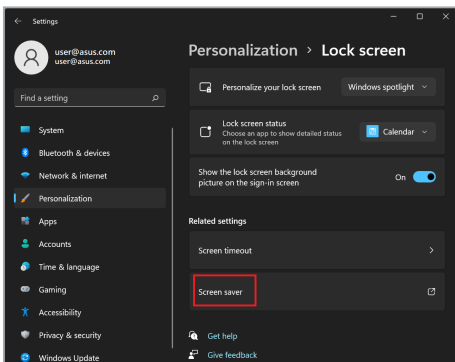 Settings
user@asus.com
user@asus.com
Find a setting
System
Bluetooth & devices
Network & internet
Personalization
Apps
Accounts
Time & language
Gaming
Accessibility
Privacy & security
Windows Update
Personalization > Lock screen
Personalize your lock screen
Windows spotlight
Lock screen status
Choose an app to show detailed status
on the lock screen
Calendar
Show the lock screen background
picture on the sign-in screen
On
Related settings
Screen timeout
Screen saver
Get help
Give feedback